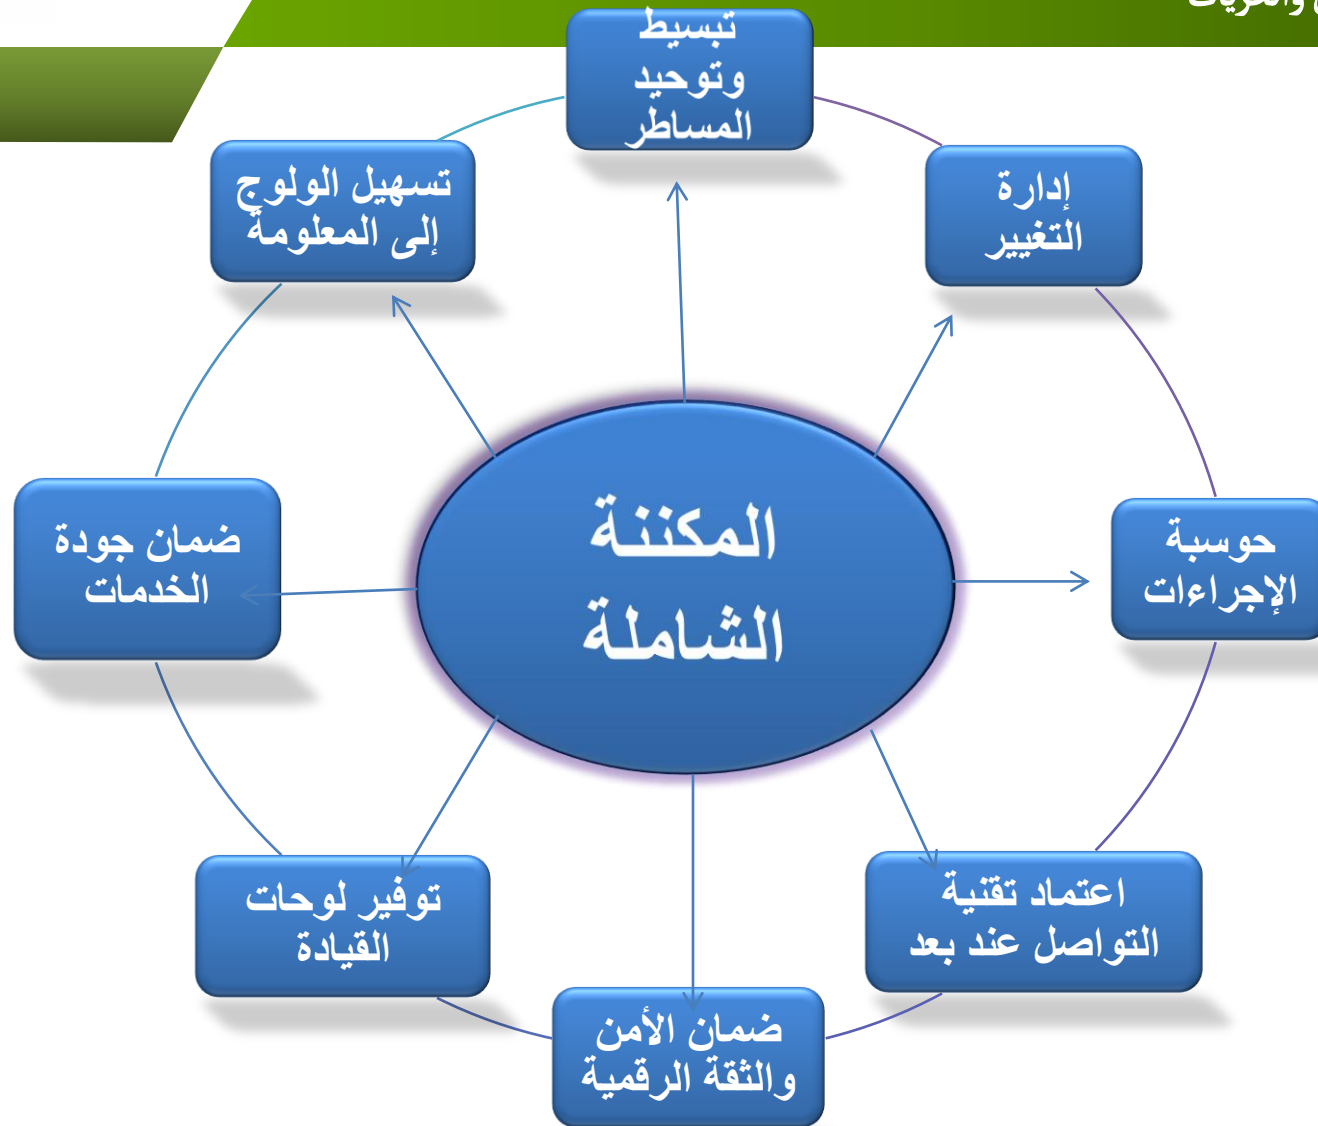 والحريات
تبسيط
وتوحيد
المساطر
إدارة
التغيير
حوسبة
الإجراءات
اعتماد تقنية
التواصل عند بعد
ضمان الأمن
والثقة الرقمية
توفير لوحات
القيادة
ضمان جودة
الخدمات
تسهيل الولوج
إلى المعلومة
المكننة
الشاملة